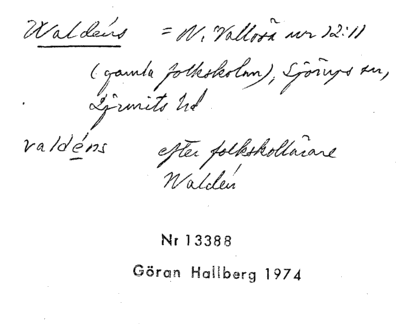 Waldéns = N. Vallösa nr 12:11
(gamla folkskolan), Sjörups sn,
Ljunits hd
valdéns efter folkskollärare
Waldén
Nr 13388
Göran Hallberg 1974